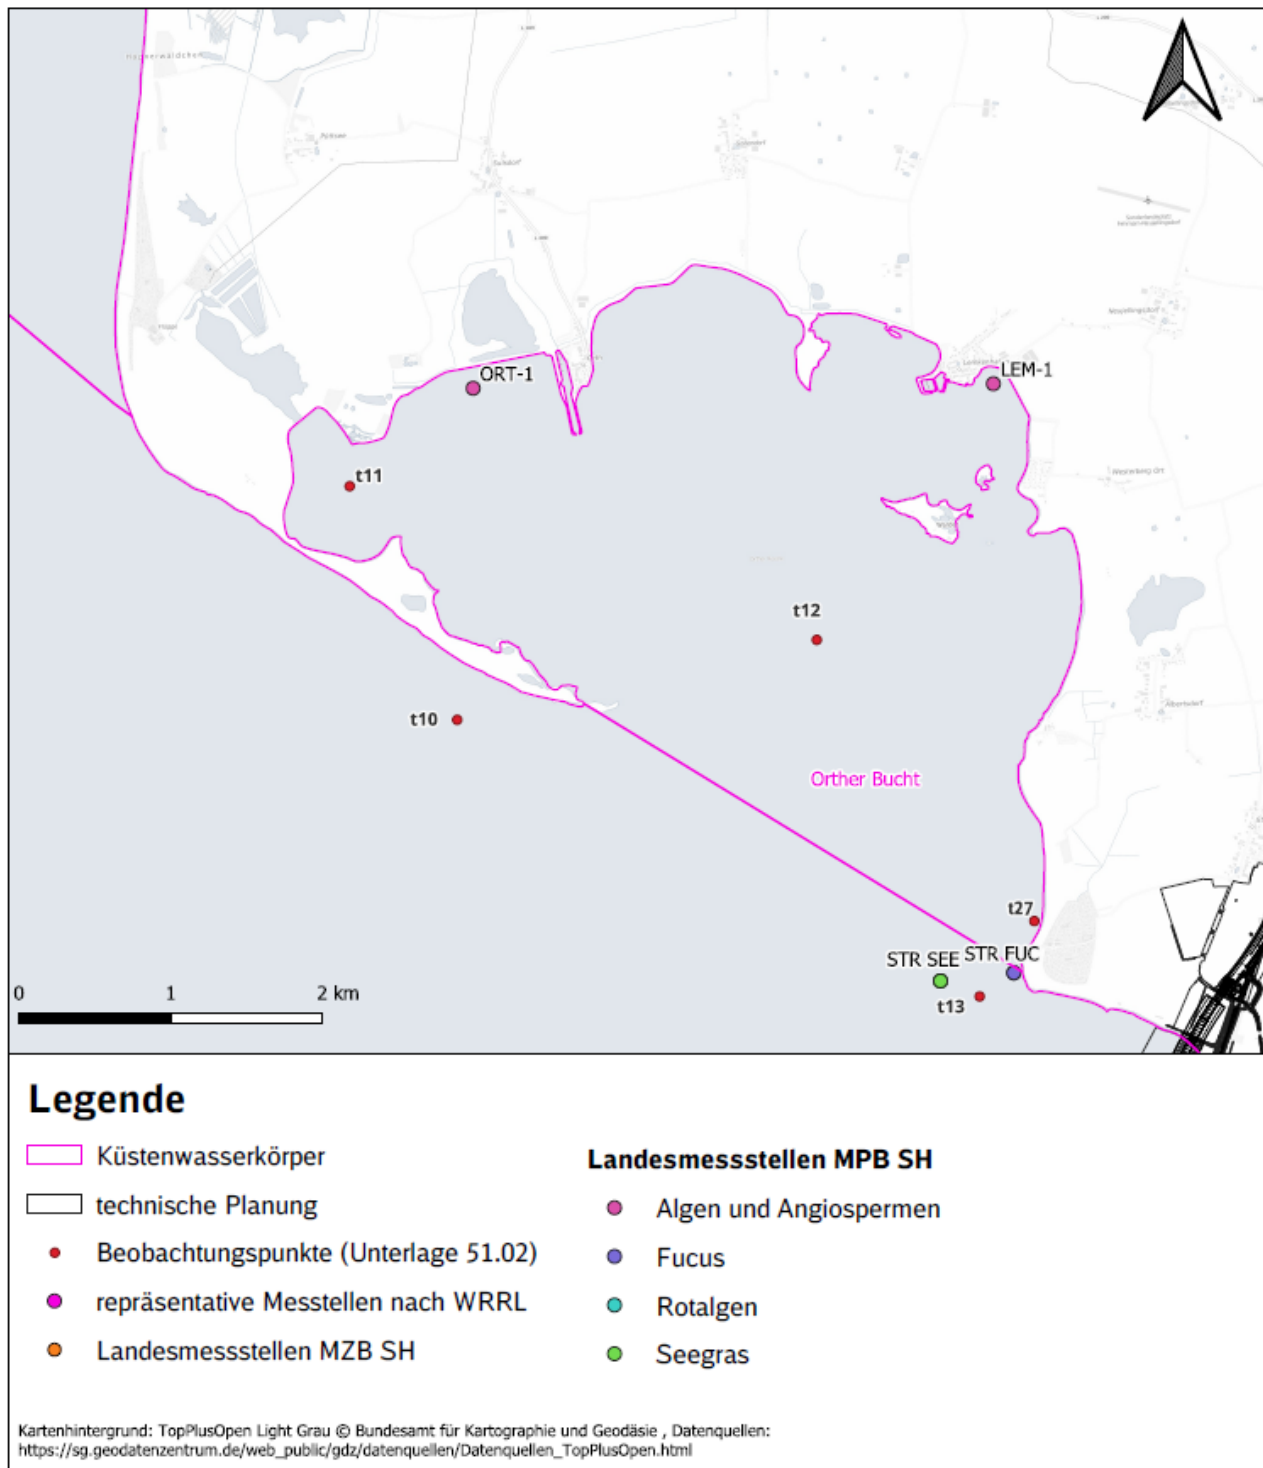 ORT-1
LEM-1
t11
t12
t10
Orther Bucht
t27
STR SEE
STR FUC
t13
0 1 2 km
Legende
Küstenwasserkörper
technische Planung
Beobachtungspunkte (Unterlage 51.02)
repräsentative Messtellen nach WRRL
Landesmessstellen MZB SH
Landesmessstellen MPB SH
Algen und Angiospermen
Fucus
Rotalgen
Seegras
Kartenhintergrund: TopPlusOpen Light Grau © Bundesamt für Kartographie und Geodäsie , Datenquellen:
https://sg.geodatenzentrum.de/web_public/gdz/datenquellen/Datenquellen_TopPlusOpen.html